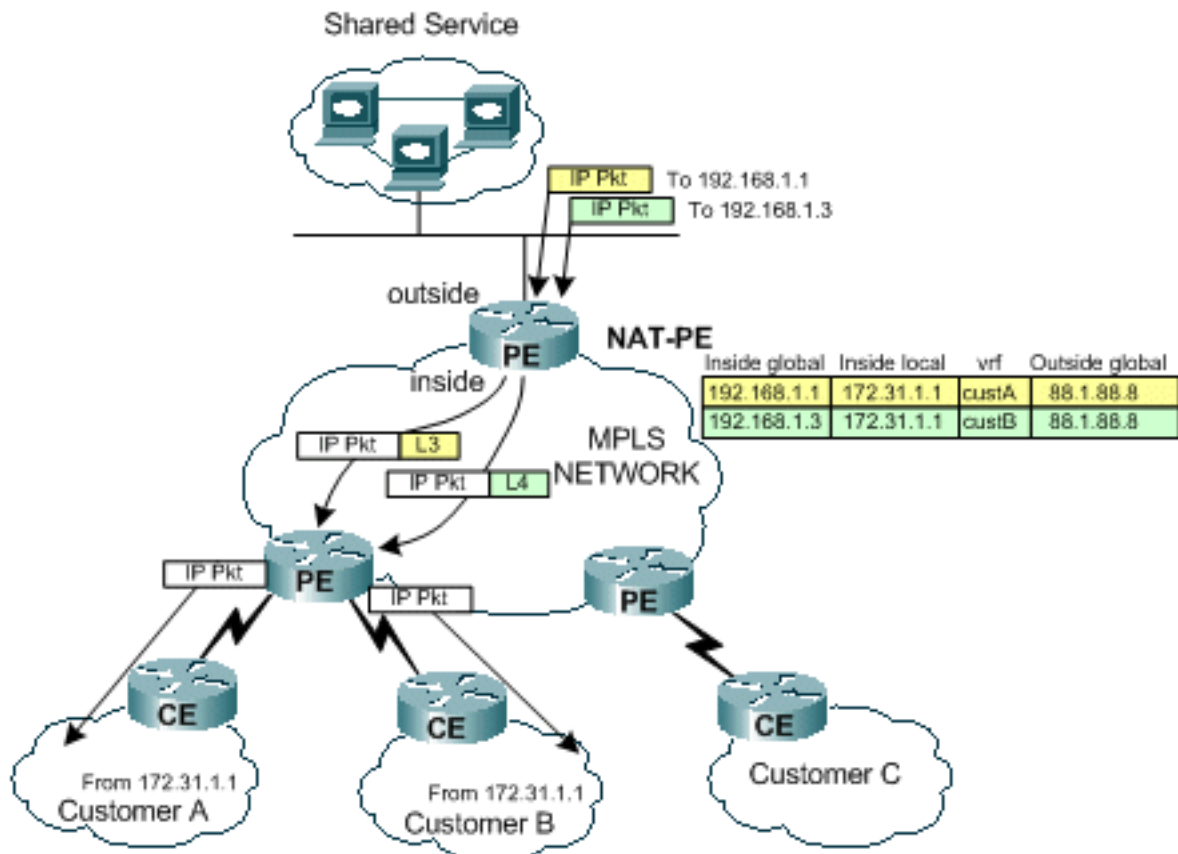 Shared Service
IP Pkt To 192.168.1.1
IP Pkt To 192.168.1.3
outside
PE
NAT-PE
inside
Inside global Inside local vrf Outside global
192.168.1.1 172.31.1.1 custA 88.1.88.8
192.168.1.3 172.31.1.1 custB 88.1.88.8
IP Pkt L3
MPLS
NETWORK
IP Pkt L4
IP Pkt
PE
IP Pkt
PE
CE
CE
CE
From 172.31.1.1
Customer A
From 172.31.1.1
Customer B
Customer C